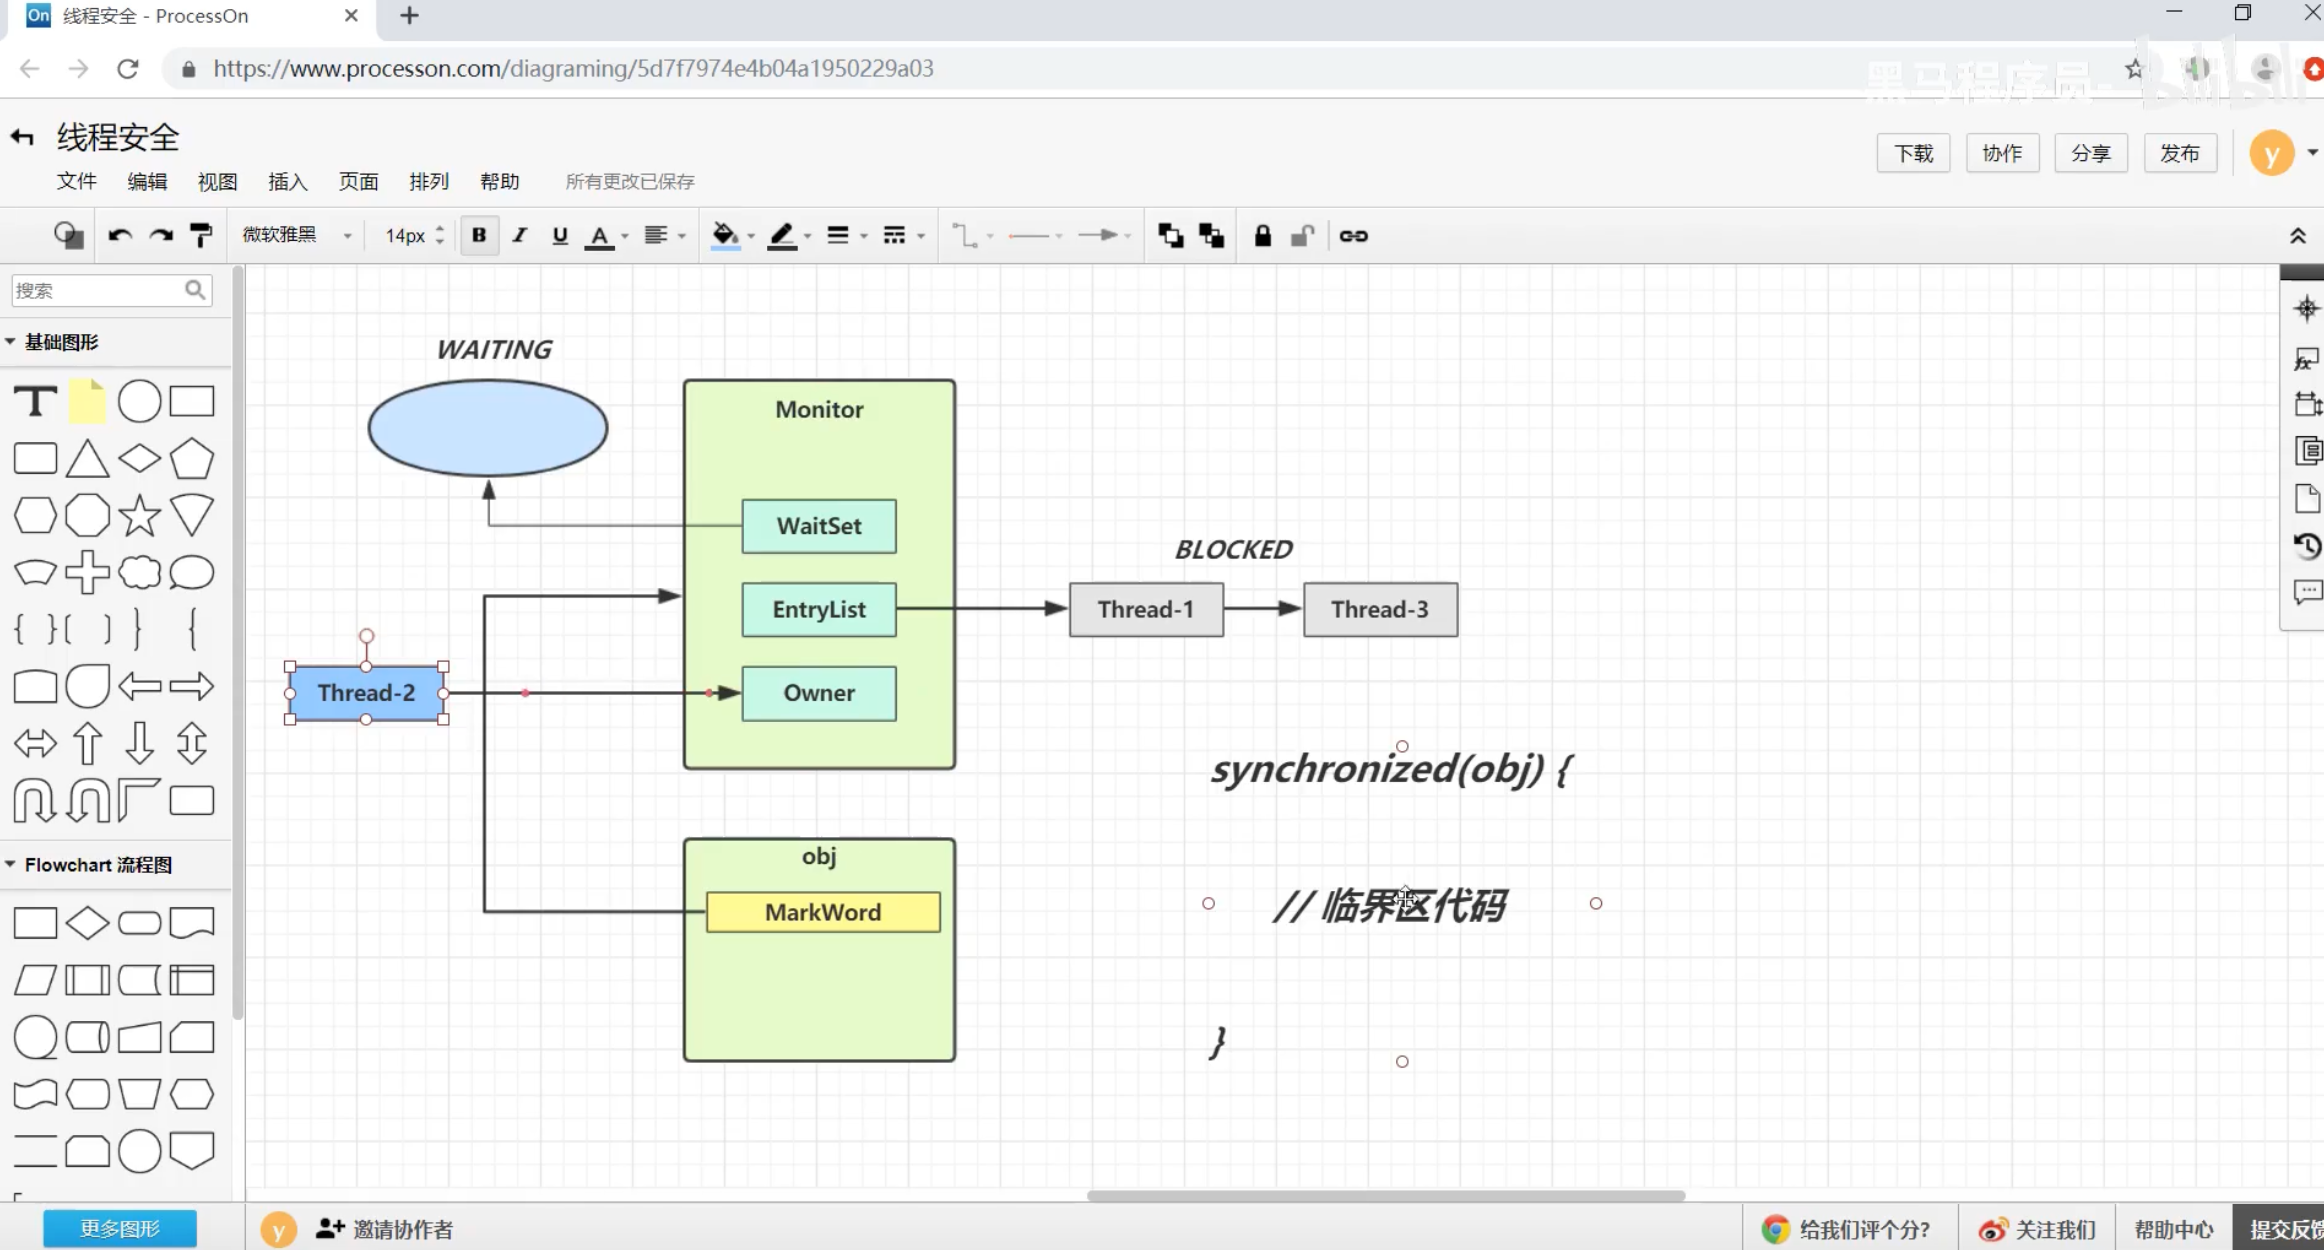 On 线程安全 - ProcessOn
https://www.processon.com/diagraming/5d7f7974e4b04a1950229a03
黑马程序员- bilibili
线程安全
下载 协作 分享 发布 y
文件 编辑 视图 插入 页面 排列 帮助 所有更改已保存
微软雅黑 14px B I U A
搜索
基础图形
WAITING
Monitor
WaitSet
BLOCKED
EntryList
Thread-1
Thread-3
Thread-2
Owner
synchronized(obj) {
obj
MarkWord
// 临界区代码
}
Flowchart 流程图
更多图形
y 邀请协作者
给我们评个分?
关注我们
帮助中心
提交反馈